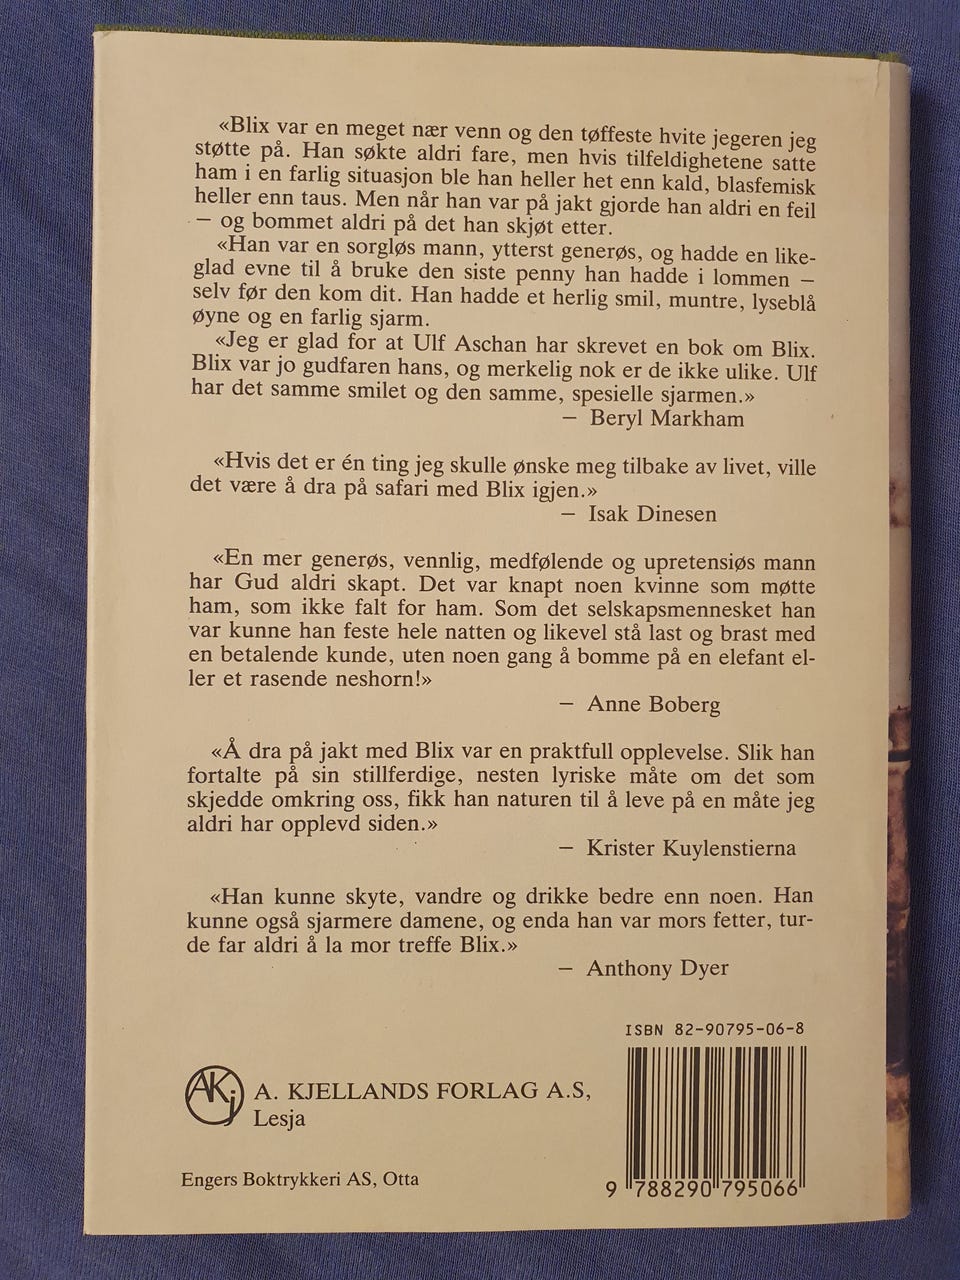 «Blix var en meget nær venn og den tøffeste hvite jegeren jeg
støtte på. Han søkte aldri fare, men hvis tilfeldighetene satte
ham i en farlig situasjon ble han heller het enn kald, blasfemisk
heller enn taus. Men når han var på jakt gjorde han aldri en feil
– og bommet aldri på det han skjøt etter.
«Han var en sorgløs mann, ytterst generøs, og hadde en like-
glad evne til å bruke den siste penny han hadde i lommen –
selv før den kom dit. Han hadde et herlig smil, muntre, lyseblå
øyne og en farlig sjarm.
«Jeg er glad for at Ulf Aschan har skrevet en bok om Blix.
Blix var jo gudfaren hans, og merkelig nok er de ikke ulike. Ulf
har det samme smilet og den samme, spesielle sjarmen.»
– Beryl Markham
«Hvis det er én ting jeg skulle ønske meg tilbake av livet, ville
det være å dra på safari med Blix igjen.»
– Isak Dinesen
«En mer generøs, vennlig, medfølende og upretensiøs mann
har Gud aldri skapt. Det var knapt noen kvinne som møtte
ham, som ikke falt for ham. Som det selskapsmennesket han
var kunne han feste hele natten og likevel stå last og brast med
en betalende kunde, uten noen gang å bomme på en elefant el-
ler et rasende neshorn!»
– Anne Boberg
«Å dra på jakt med Blix var en praktfull opplevelse. Slik han
fortalte på sin stillferdige, nesten lyriske måte om det som
skjedde omkring oss, fikk han naturen til å leve på en måte jeg
aldri har opplevd siden.»
– Krister Kuylenstierna
«Han kunne skyte, vandre og drikke bedre enn noen. Han
kunne også sjarmere damene, og enda han var mors fetter, tur-
de far aldri å la mor treffe Blix.»
– Anthony Dyer
ISBN 82-90795-06-8
AKj
A. KJELLANDS FORLAG A.S,
Lesja
Engers Boktrykkeri AS, Otta
9 788290 795066